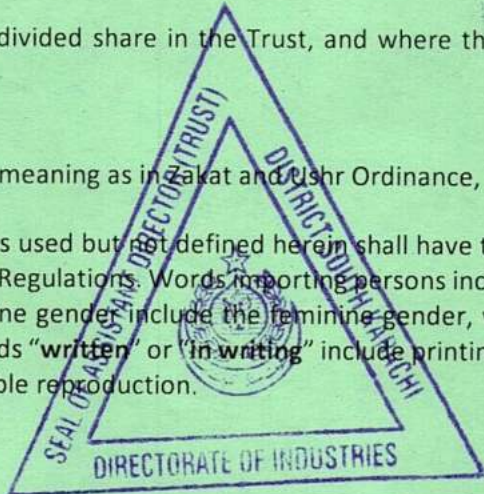 divided share in the Trust, and where th
meaning as in Zakat and Ushr Ordinance,
s used but not defined herein shall have t
Regulations. Words importing persons inc
ne gender include the feminine gender,
ds “written” or “in writing” include printin
ble reproduction.
SEAL OF ASSISTANT DIRECTOR (TRUST)
DISTRICT SOUTH KARACHI
DIRECTORATE OF INDUSTRIES